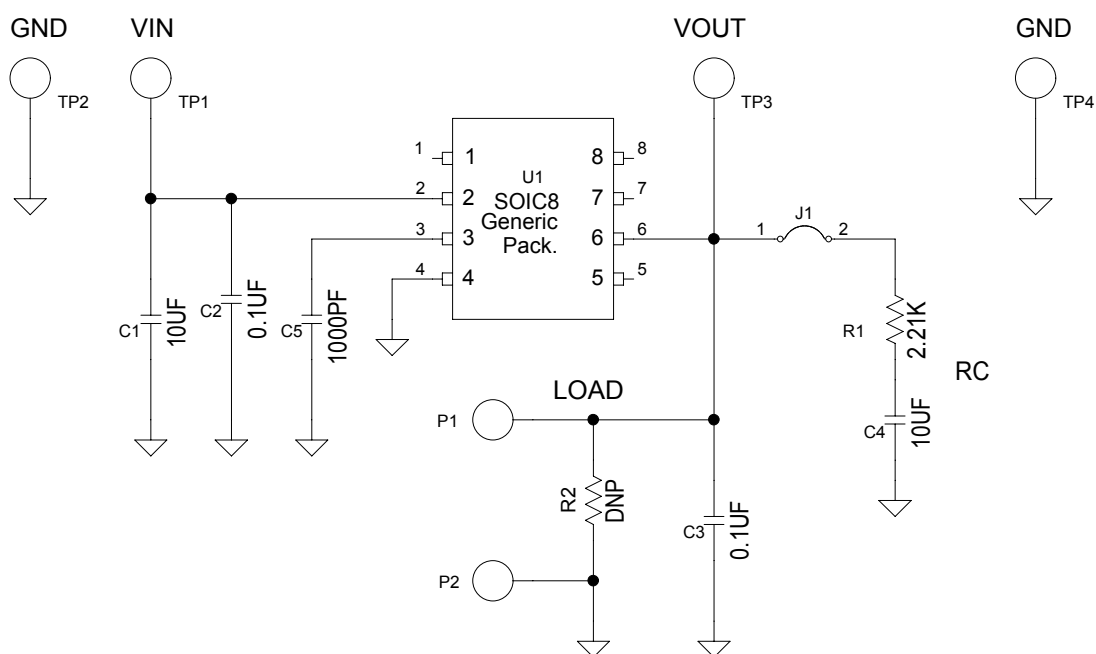 GND
VIN
VOUT
GND
TP2
TP1
TP3
TP4
1
1
8
8
U1
2
2
SOIC8
7
7
Generic
3
3
6
6
Pack.
1
J1
2
4
4
5
5
C1
10UF
C2
0.1UF
C5
1000PF
R1
2.21K
RC
LOAD
P1
C4
10UF
R2
DNP
C3
0.1UF
P2